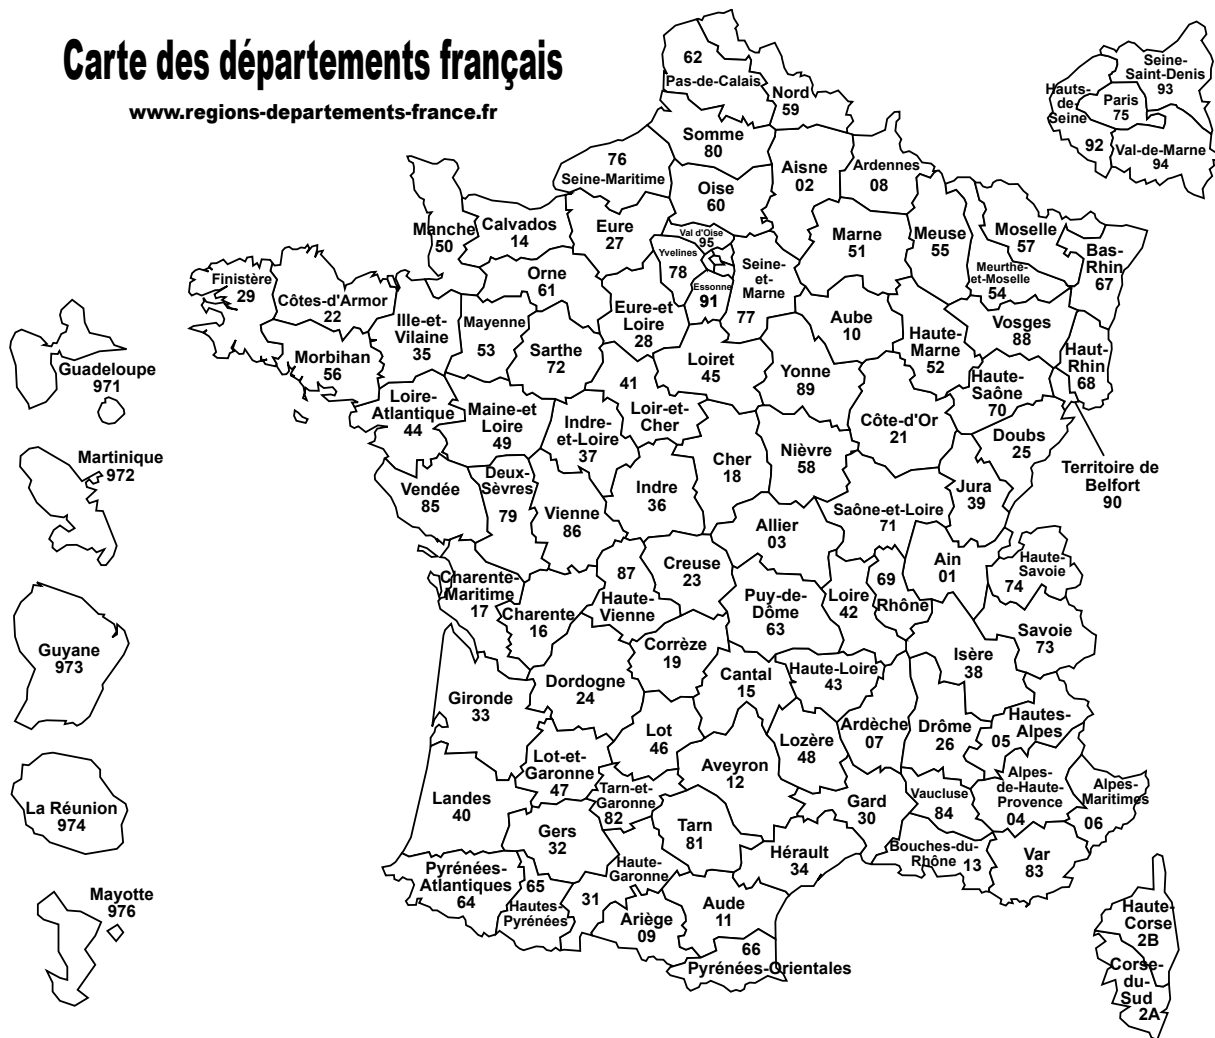 Carte des départements français
www.regions-departements-france.fr
62
Pas-de-Calais
Nord
59
Somme
80
76
Seine-Maritime
Oise
60
Aisne
02
Ardennes
08
Seine-
Saint-Denis
93
Hauts-
de-
Seine
92
Paris
75
Val-de-Marne
94
Manche
50
Calvados
14
Eure
27
Val d'Oise
95
Yvelines
78
Essonne
91
Seine-
et-
Marne
77
Marne
51
Meuse
55
Moselle
57
Meurthe-
et-Moselle
54
Bas-
Rhin
67
Finistère
29
Côtes-d'Armor
22
Morbihan
56
Ille-et-
Vilaine
35
Orne
61
Mayenne
53
Sarthe
72
Eure-et
Loire
28
Loiret
45
Aube
10
Haute-
Marne
52
Vosges
88
Haut-
Rhin
68
Guadeloupe
971
Loire-
Atlantique
44
Maine-et
Loire
49
Indre-
et-Loire
37
41
Loir-et-
Cher
Yonne
89
Côte-d'Or
21
Haute-
Saône
70
Doubs
25
Territoire de
Belfort
90
Martinique
972
Vendée
85
Deux-
Sèvres
79
Vienne
86
Indre
36
Cher
18
Nièvre
58
Saône-et-Loire
71
Jura
39
Charente-
Maritime
17
Charente
16
87
Haute-
Vienne
Creuse
23
Allier
03
Puy-de-
Dôme
63
Loire
42
69
Rhône
Ain
01
Haute-
Savoie
74
Savoie
73
Guyane
973
Gironde
33
Dordogne
24
Corrèze
19
Cantal
15
Haute-Loire
43
Isère
38
Ardèche
07
Drôme
26
Hautes-
Alpes
05
Lot-et-
Garonne
47
Lot
46
Aveyron
12
Lozère
48
La Réunion
974
Landes
40
Gers
32
Tarn-et-
Garonne
82
Tarn
81
Gard
30
Vaucluse
84
Alpes-
de-Haute-
Provence
04
Alpes-
Maritimes
06
Pyrénées-
Atlantiques
64
65
Hautes-
Pyrénées
Haute-
Garonne
31
Ariège
09
Aude
11
Hérault
34
Bouches-du-
Rhône 13
Var
83
66
Pyrénées-Orientales
Mayotte
976
Haute-
Corse
2B
Corse-
du-
Sud
2A